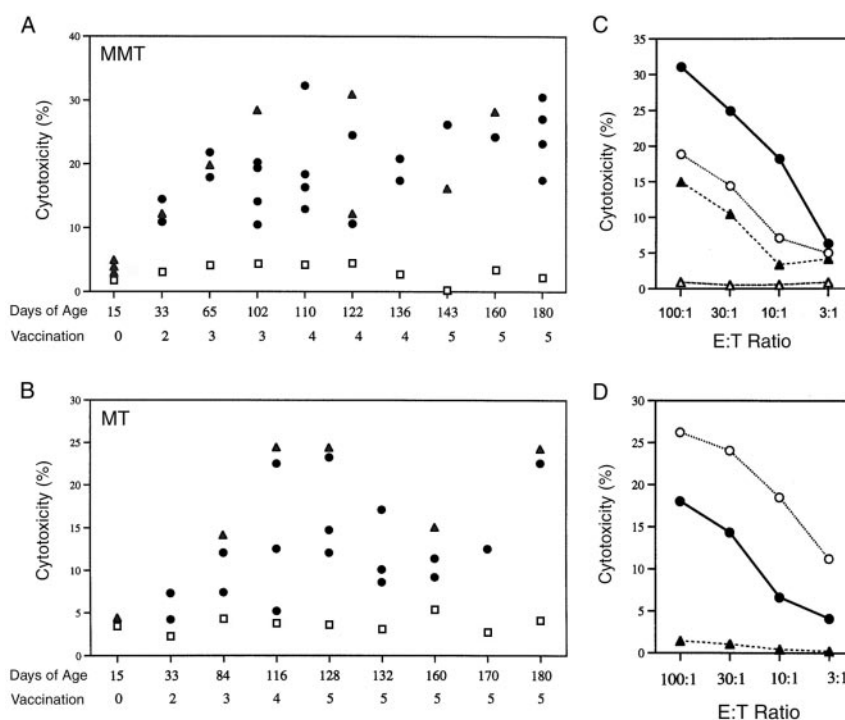 A
MMT
Cytotoxicity (%)
40
30
20
10
0
Days of Age 15 33 65 102 110 122 136 143 160 180
Vaccination 0 2 3 3 4 4 4 5 5 5
C
Cytotoxicity (%)
35
30
25
20
15
10
5
0
100:1 30:1 10:1 3:1
E:T Ratio
B
MT
Cytotoxicity (%)
30
25
20
15
10
5
0
Days of Age 15 33 84 116 128 132 160 170 180
Vaccination 0 2 3 4 5 5 5 5 5
D
Cytotoxicity (%)
30
25
20
15
10
5
0
100:1 30:1 10:1 3:1
E:T Ratio